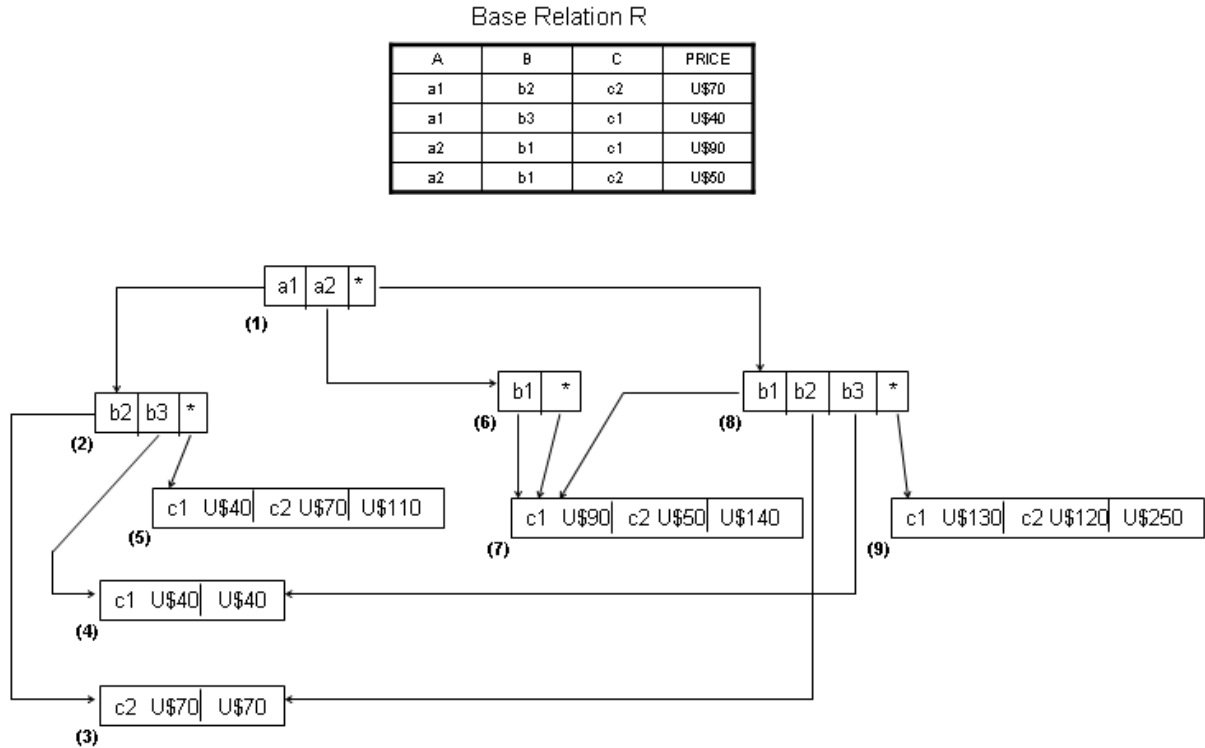 Base Relation R
A B C PRICE
a1 b2 c2 U$70
a1 b3 c1 U$40
a2 b1 c1 U$90
a2 b1 c2 U$50
a1 a2 *
(1)
b1 *
(6)
b1 b2 b3 *
(8)
b2 b3 *
(2)
c1 U$40 c2 U$70 U$110
(5)
c1 U$90 c2 U$50 U$140
(7)
c1 U$130 c2 U$120 U$250
(9)
c1 U$40 U$40
(4)
c2 U$70 U$70
(3)